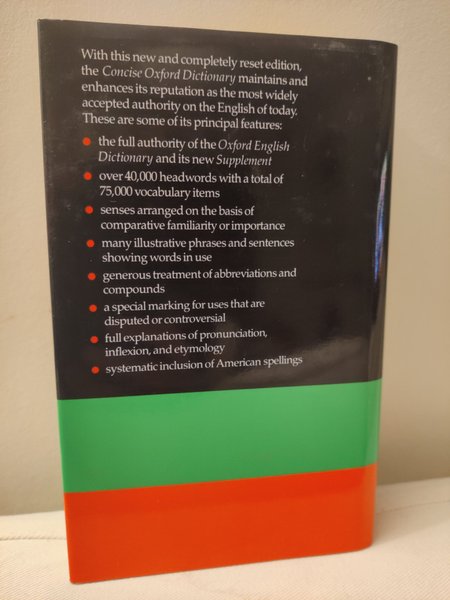 With this new and completely reset edition,
the Concise Oxford Dictionary maintains and
enhances its reputation as the most widely
accepted authority on the English of today.
These are some of its principal features:
• the full authority of the Oxford English
Dictionary and its new Supplement
• over 40,000 headwords with a total of
75,000 vocabulary items
• senses arranged on the basis of
comparative familiarity or importance
• many illustrative phrases and sentences
showing words in use
• generous treatment of abbreviations and
compounds
• a special marking for uses that are
disputed or controversial
• full explanations of pronunciation,
inflexion, and etymology
• systematic inclusion of American spellings